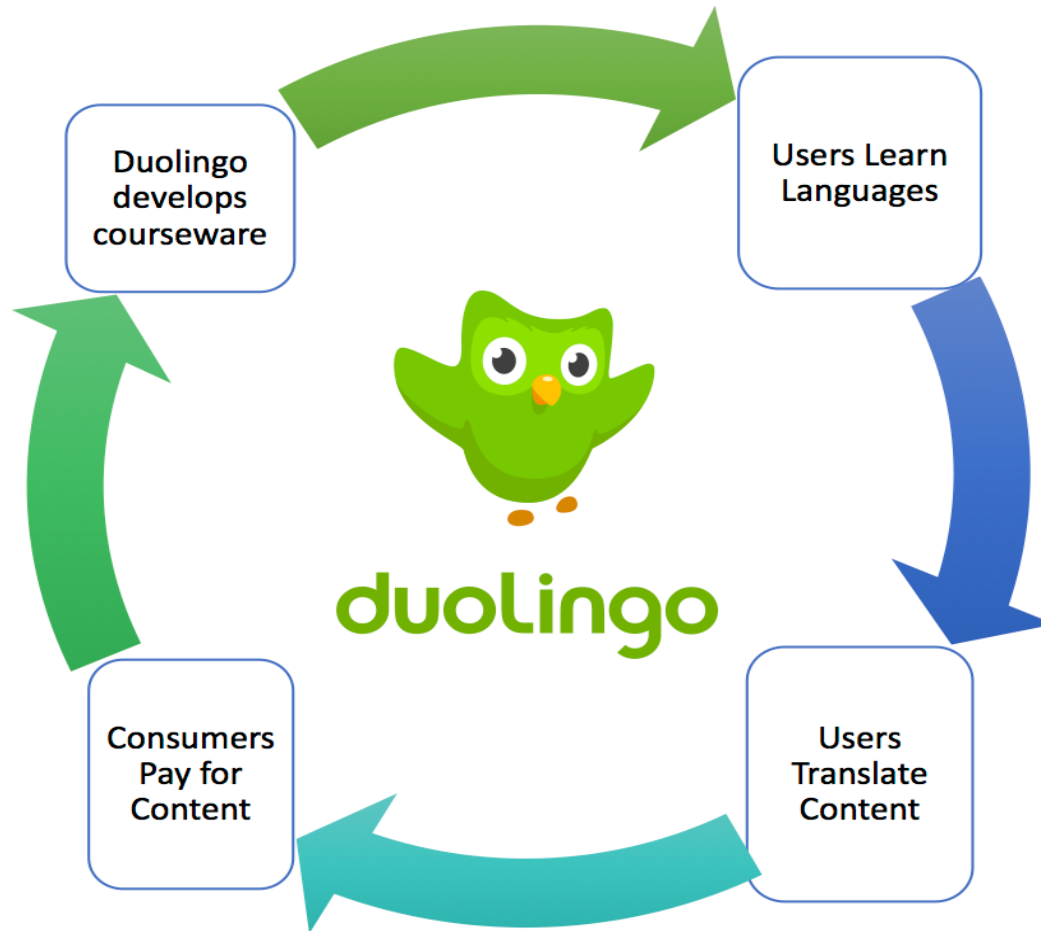 Duolingo
develops
courseware
Users Learn
Languages
duolingo
Consumers
Pay for
Content
Users
Translate
Content